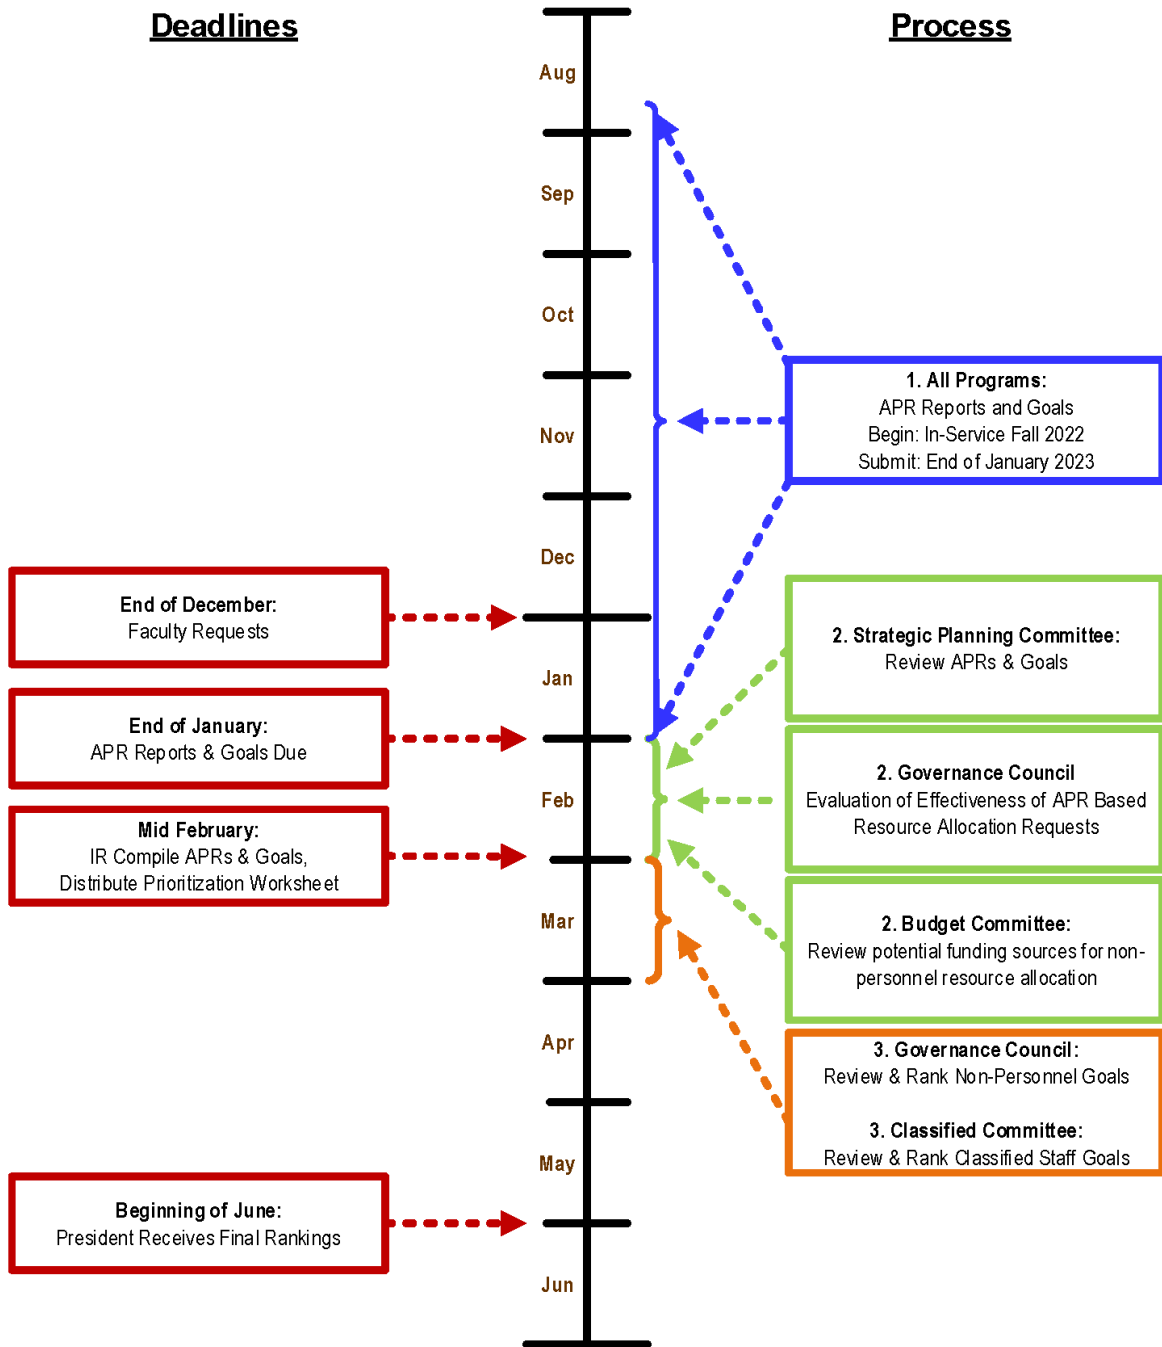 Deadlines
Process
Aug
Sep
Oct
Nov
Dec
Jan
Feb
Mar
Apr
May
Jun
End of December:
Faculty Requests
End of January:
APR Reports & Goals Due
Mid February:
IR Compile APRs & Goals,
Distribute Prioritization Worksheet
Beginning of June:
President Receives Final Rankings
1. All Programs:
APR Reports and Goals
Begin: In-Service Fall 2022
Submit: End of January 2023
2. Strategic Planning Committee:
Review APRs & Goals
2. Governance Council
Evaluation of Effectiveness of APR Based
Resource Allocation Requests
2. Budget Committee:
Review potential funding sources for non-
personnel resource allocation
3. Governance Council:
Review & Rank Non-Personnel Goals
3. Classified Committee:
Review & Rank Classified Staff Goals